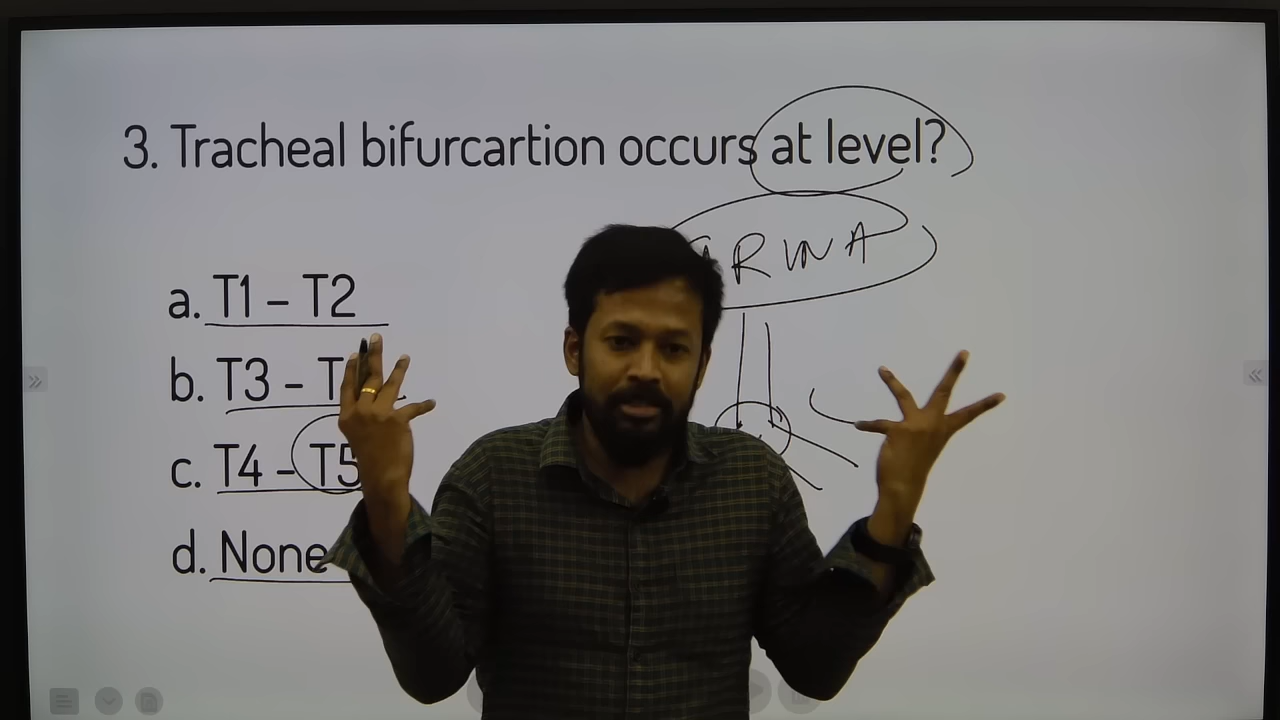 3. Tracheal bifurcartion occurs at level?
a. T1 – T2
b. T3 –
c. T4 – T5
d. None